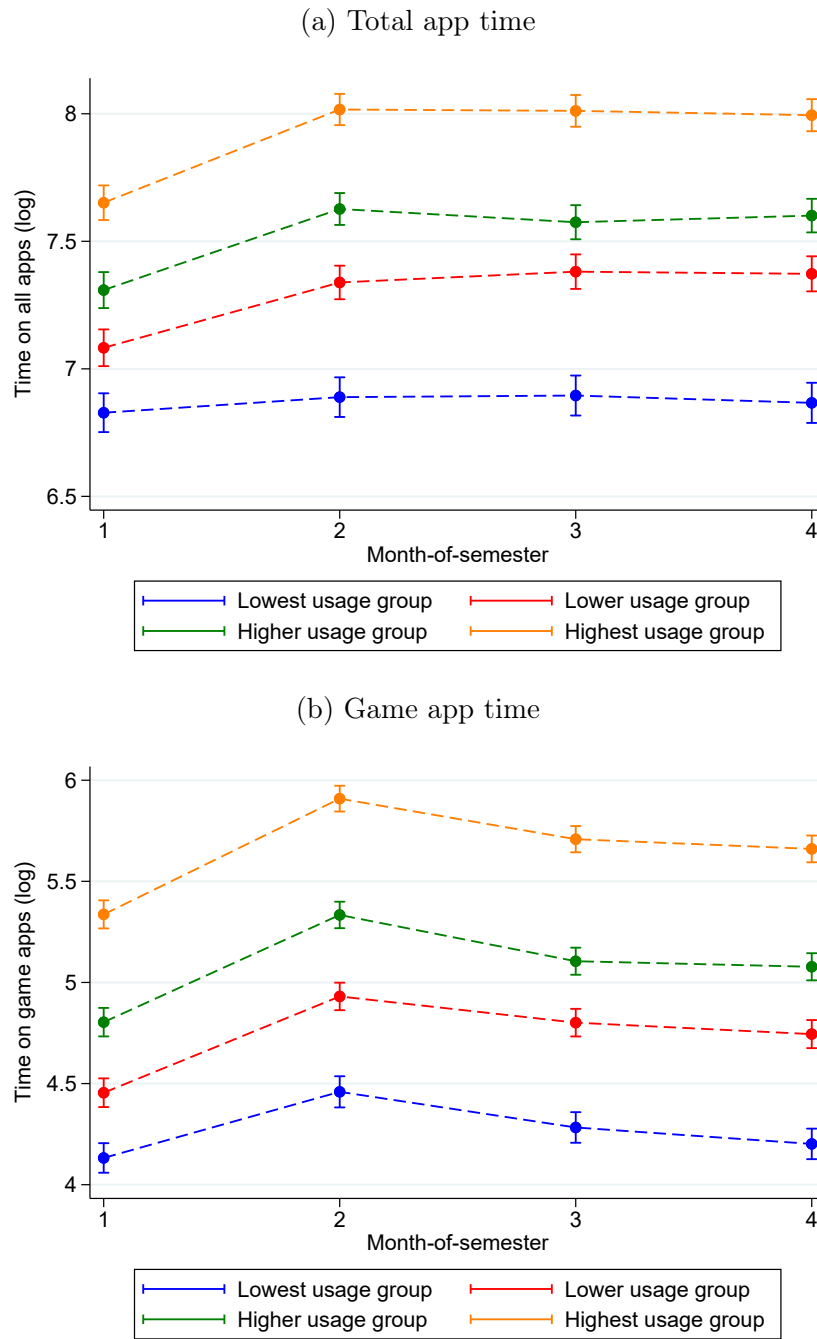 (a) Total app time
Time on all apps (log)
8
7.5
7
6.5
1 2 3 4
Month-of-semester
Lowest usage group Lower usage group
Higher usage group Highest usage group
(b) Game app time
Time on game apps (log)
6
5.5
5
4.5
4
1 2 3 4
Month-of-semester
Lowest usage group Lower usage group
Higher usage group Highest usage group